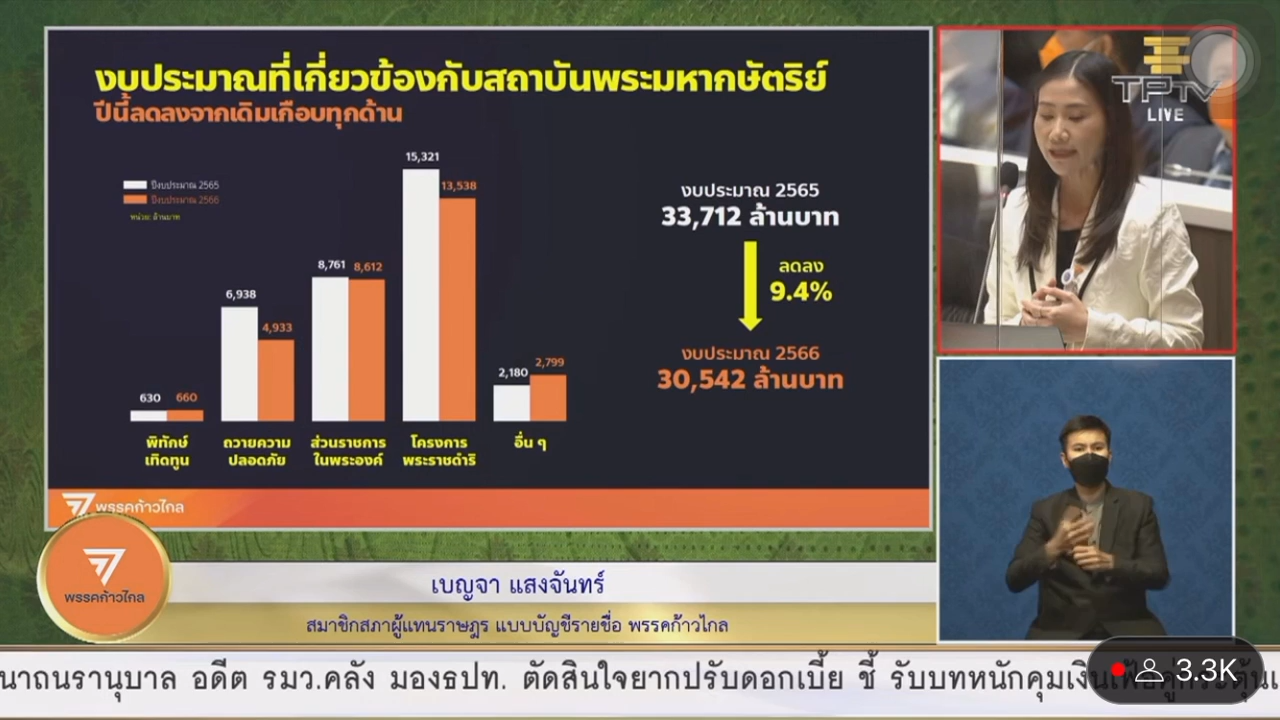 งบประมาณที่เกี่ยวข้องกับสถาบันพระมหากษัตริย์
ปีนี้ลดลงจากเดิมเกือบทุกด้าน
ปีงบประมาณ 2565
ปีงบประมาณ 2566
หน่วย: ล้านบาท
630
660
6,938
4,933
8,761
8,612
15,321
13,538
2,180
2,799
พิทักษ์
เทิดทูน
ถวายความ
ปลอดภัย
ส่วนราชการ
ในพระองค์
โครงการ
พระราชดำริ
อื่น ๆ
งบประมาณ 2565
33,712 ล้านบาท
ลดลง
9.4%
งบประมาณ 2566
30,542 ล้านบาท
พรรคก้าวไกล
TPTV
LIVE
พรรคก้าวไกล
เบญจา แสงจันทร์
สมาชิกสภาผู้แทนราษฎร แบบบัญชีรายชื่อ พรรคก้าวไกล
นาถนรานุบาล อดีต รมว.คลัง มองธปท. ตัดสินใจยากปรับดอกเบี้ย ชี้ รับบทหนักคุมเงินเฟ้อ
3.3K